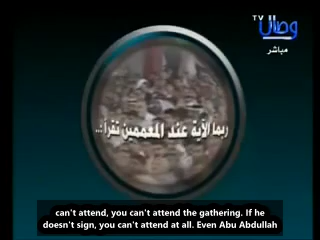 TV وصال
مباشر
ربما الآية عند المعممين تقرأ :..
can't attend, you can't attend the gathering. If he
doesn't sign, you can't attend at all. Even Abu Abdullah